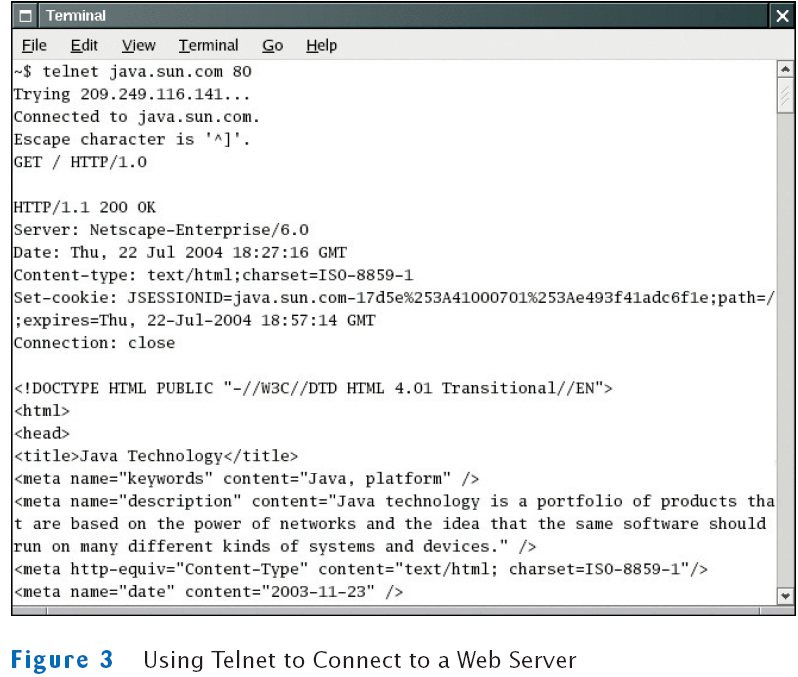 Terminal
File Edit View Terminal Go Help
~$ telnet java.sun.com 80
Trying 209.249.116.141...
Connected to java.sun.com.
Escape character is '^]'.
GET / HTTP/1.0
HTTP/1.1 200 OK
Server: Netscape-Enterprise/6.0
Date: Thu, 22 Jul 2004 18:27:16 GMT
Content-type: text/html;charset=ISO-8859-1
Set-cookie: JSESSIONID=java.sun.com-17d5e%253A41000701%253Ae493f41adc6f1e;path=/
;expires=Thu, 22-Jul-2004 18:57:14 GMT
Connection: close
<!DOCTYPE HTML PUBLIC "-//W3C//DTD HTML 4.01 Transitional//EN">
<html>
<head>
<title>Java Technology</title>
<meta name="keywords" content="Java, platform" />
<meta name="description" content="Java technology is a portfolio of products tha
t are based on the power of networks and the idea that the same software should
run on many different kinds of systems and devices." />
<meta http-equiv="Content-Type" content="text/html; charset=ISO-8859-1"/>
<meta name="date" content="2003-11-23" />
Figure 3 Using Telnet to Connect to a Web Server